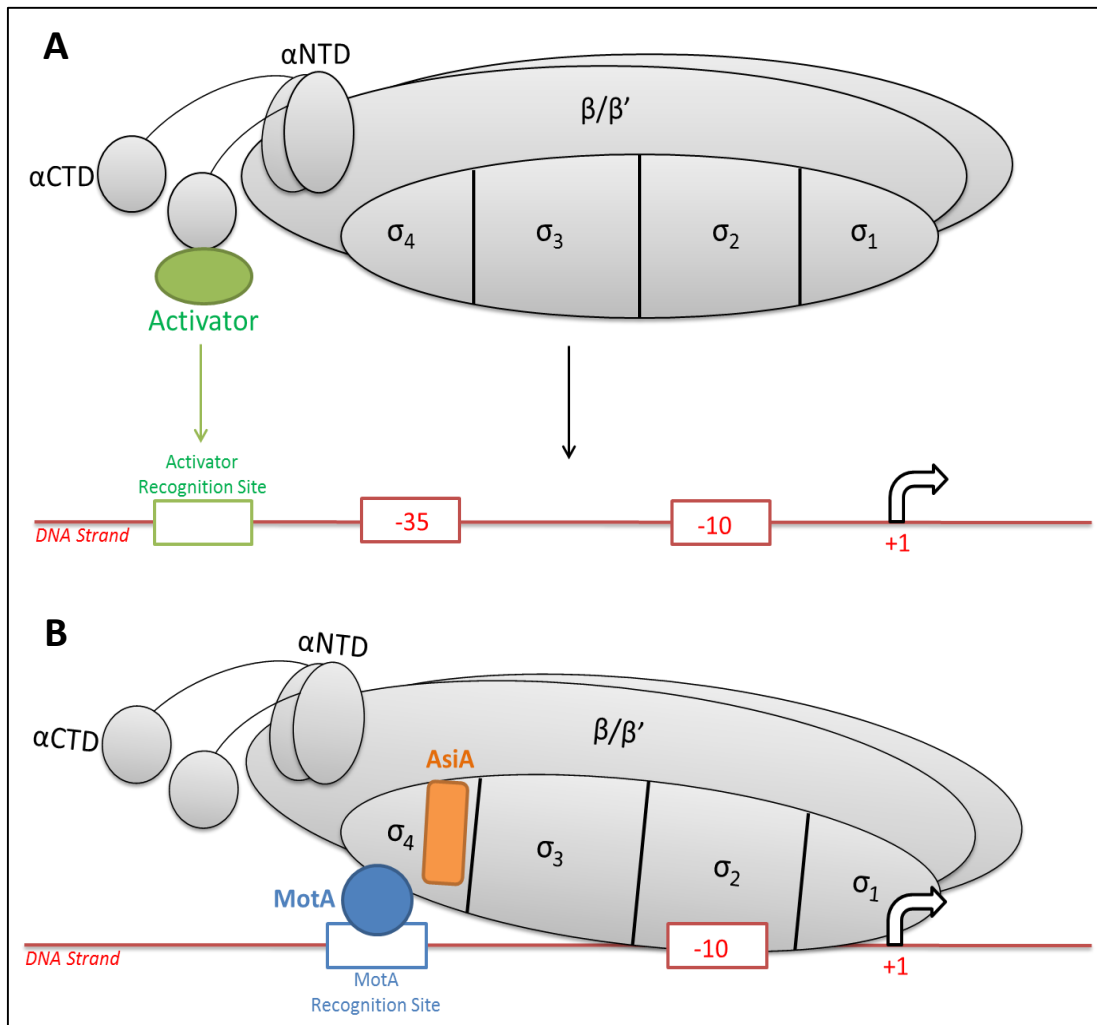 A
αNTD
β/β’
αCTD
σ₄
σ₃
σ₂
σ₁
Activator
Activator
Recognition Site
-35
-10
DNA Strand
+1
B
αNTD
αCTD
β/β’
AsiA
σ₄
σ₃
σ₂
σ₁
MotA
-10
DNA Strand
+1
MotA
Recognition Site